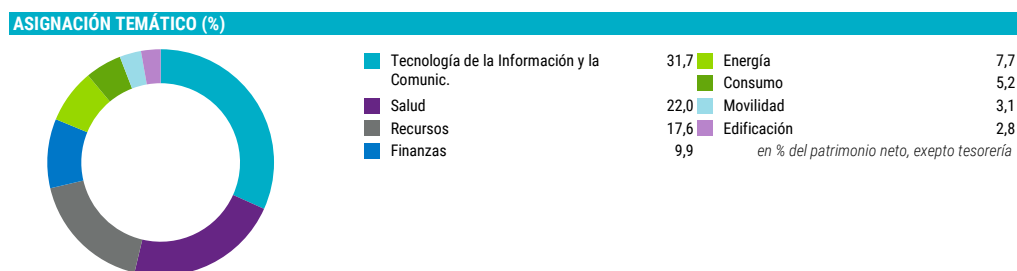 ASIGNACIÓN TEMÁTICO (%)
Tecnología de la Información y la Comunic. 31,7
Salud 22,0
Recursos 17,6
Finanzas 9,9
Energía 7,7
Consumo 5,2
Movilidad 3,1
Edificación 2,8
en % del patrimonio neto, exepto tesorería